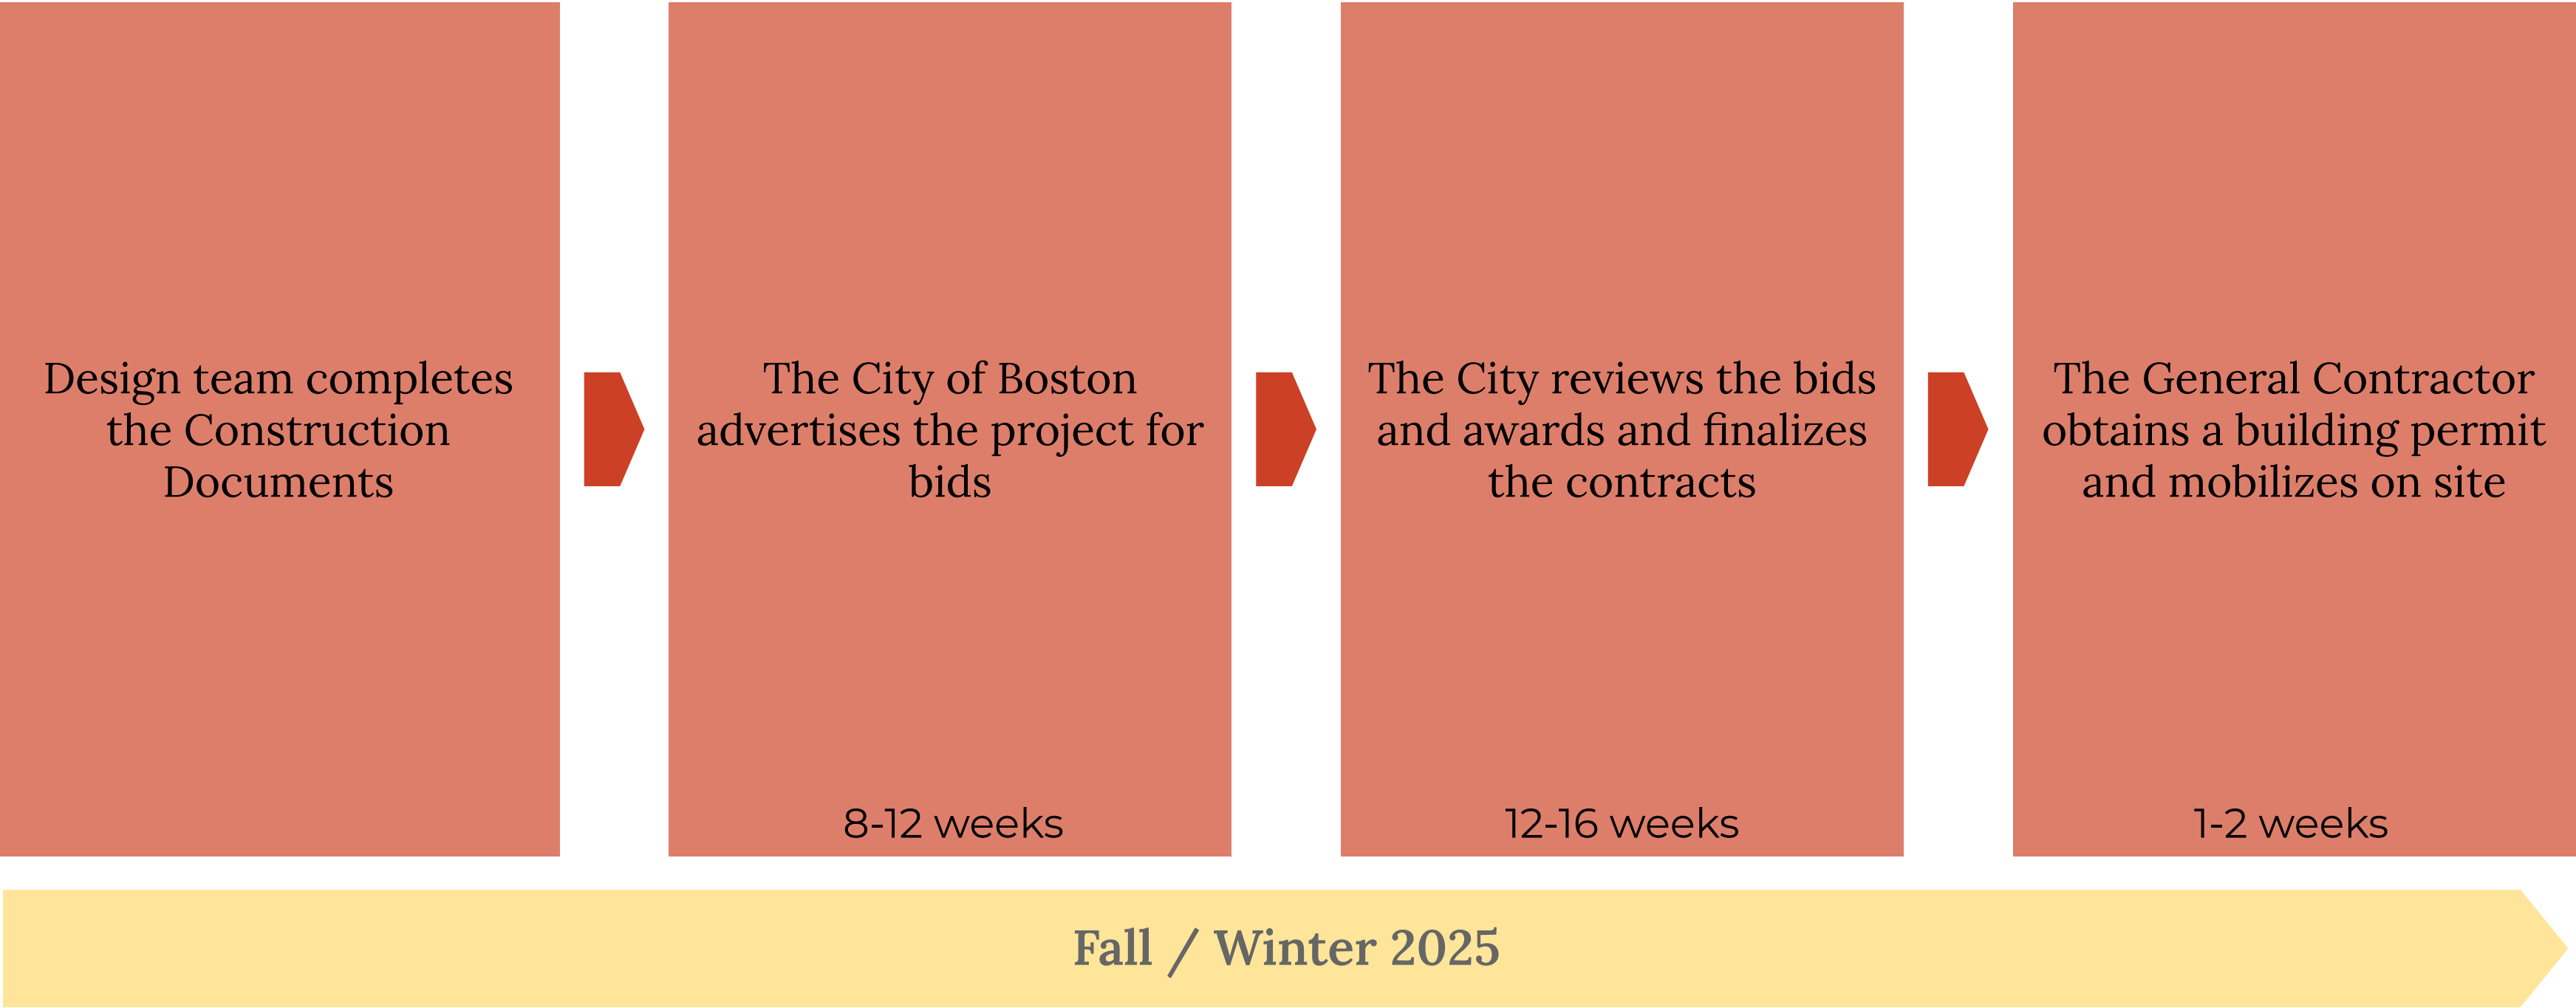 Design team completes
the Construction
Documents
The City of Boston
advertises the project for
bids
8-12 weeks
The City reviews the bids
and awards and finalizes
the contracts
12-16 weeks
The General Contractor
obtains a building permit
and mobilizes on site
1-2 weeks
Fall / Winter 2025